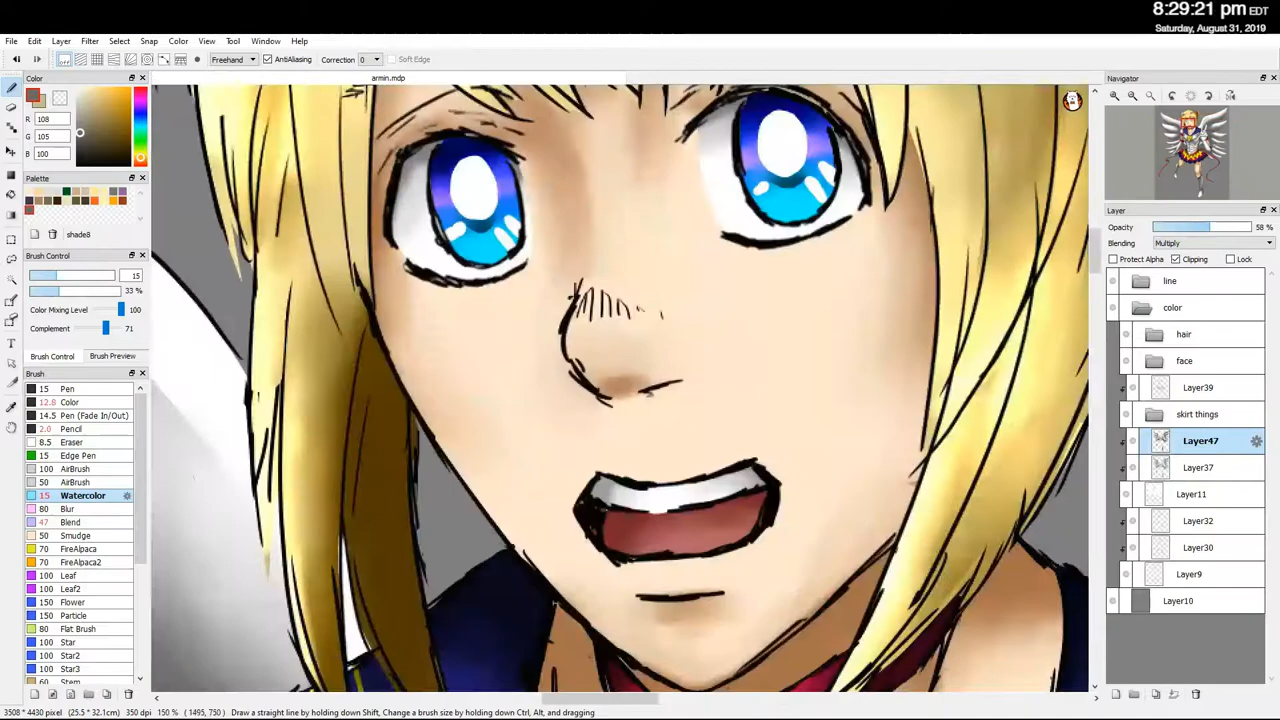 8:29:21 pm EDT
Saturday, August 31, 2019
File Edit Layer Filter Select Snap Color View Tool Window Help
Freehand AntiAliasing Correction 0 Soft Edge
armin.mdp
Color
R 108
G 105
B 100
Palette
shade8
Brush Control
15
33 %
Color Mixing Level 100
Complement 71
Brush Control Brush Preview
Brush
15 Pen
12.8 Color
14.5 Pen (Fade In/Out)
2.0 Pencil
8.5 Eraser
15 Edge Pen
100 AirBrush
50 AirBrush
15 Watercolor
80 Blur
47 Blend
50 Smudge
70 FireAlpaca
70 FireAlpaca2
100 Leaf
100 Leaf2
150 Flower
150 Particle
80 Flat Brush
100 Star
100 Star2
100 Star3
50 Stem
Navigator
Layer
Opacity 58 %
Blending Multiply
Protect Alpha Clipping Lock
line
color
hair
face
Layer39
skirt things
Layer47
Layer37
Layer11
Layer32
Layer30
Layer9
Layer10
3508 * 4430 pixel (25.5 * 32.1cm) 350 dpi 150 % ( 1495, 750 ) Draw a straight line by holding down Shift, Change a brush size by holding down Ctrl, Alt, and dragging